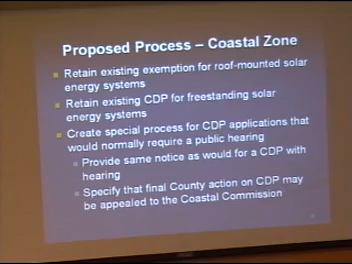 Proposed Process – Coastal Zone
Retain existing exemption for roof-mounted solar
energy systems
Retain existing CDP for freestanding solar
energy systems
Create special process for CDP applications that
would normally require a public hearing
Provide same notice as would for a CDP with
hearing
Specify that final County action on CDP may
be appealed to the Coastal Commission